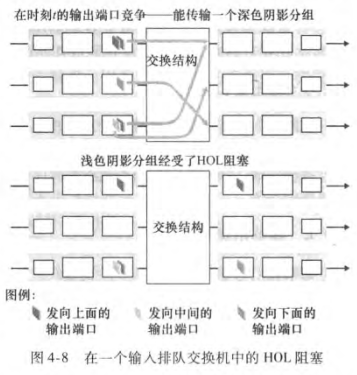 在时刻t的输出端口竞争——能传输一个深色阴影分组
交换结构
浅色阴影分组经受了HOL阻塞
交换结构
图例：
发向上面的 发向中间的 发向下面的
输出端口 输出端口 输出端口
图 4-8 在一个输入排队交换机中的 HOL 阻塞